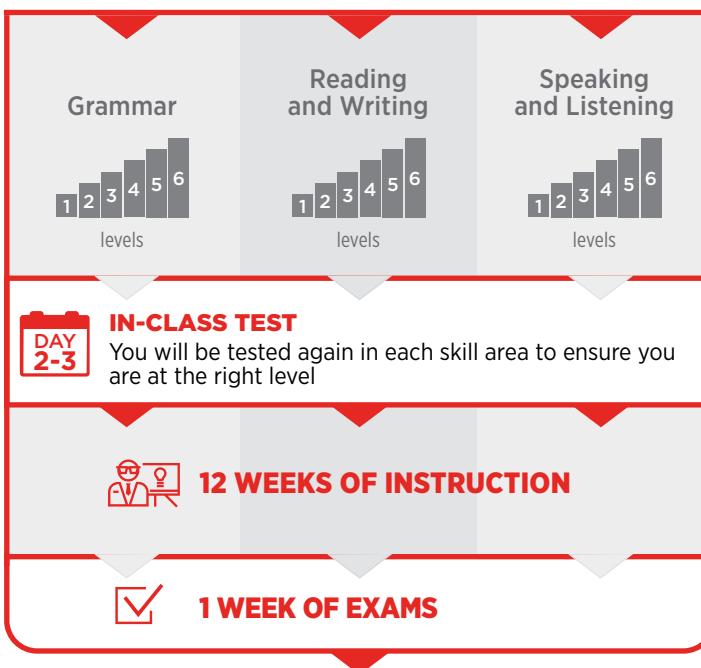 Grammar
Reading
and Writing
Speaking
and Listening
1 2 3 4 5 6
levels
1 2 3 4 5 6
levels
1 2 3 4 5 6
levels
DAY
2-3
IN-CLASS TEST
You will be tested again in each skill area to ensure you
are at the right level
12 WEEKS OF INSTRUCTION
1 WEEK OF EXAMS